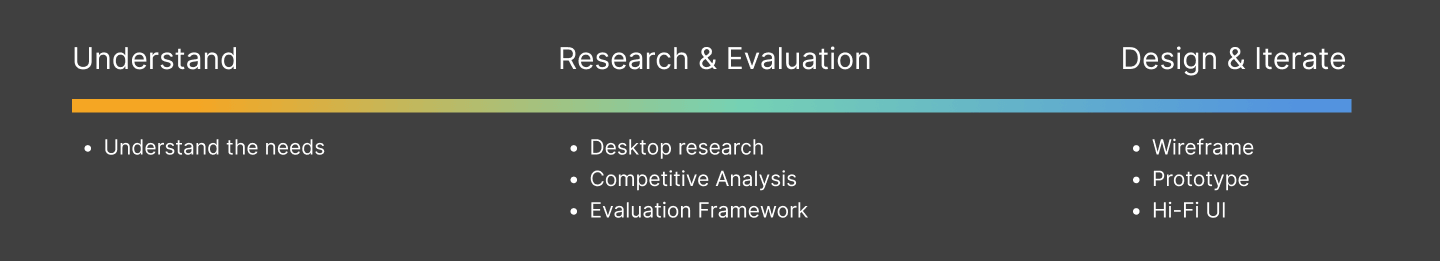 Understand
• Understand the needs
Research & Evaluation
• Desktop research
• Competitive Analysis
• Evaluation Framework
Design & Iterate
• Wireframe
• Prototype
• Hi-Fi UI